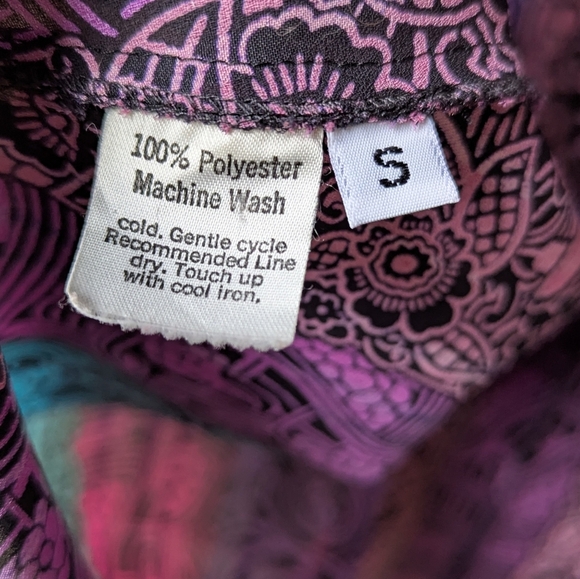 100% Polyester
Machine Wash
cold. Gentle cycle
Recommended Line
dry. Touch up
with cool iron.
S